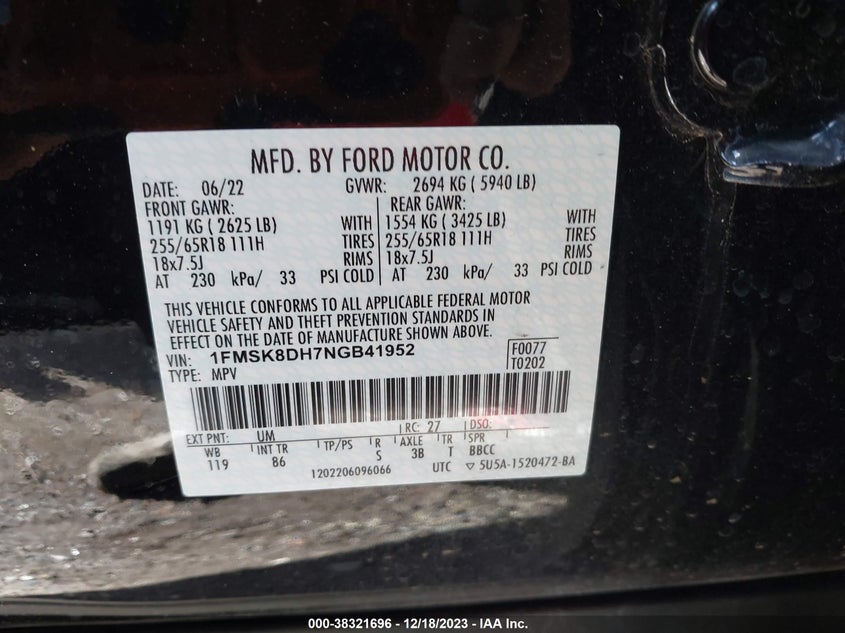 MFD. BY FORD MOTOR CO.
DATE: 06/22 GVWR: 2694 KG ( 5940 LB)
FRONT GAWR: REAR GAWR:
1191 KG ( 2625 LB) WITH 1554 KG ( 3425 LB) WITH
255/65R18 111H TIRES 255/65R18 111H TIRES
18x7.5J RIMS 18x7.5J RIMS
AT 230 kPa/ 33 PSI COLD AT 230 kPa/ 33 PSI COLD
THIS VEHICLE CONFORMS TO ALL APPLICABLE FEDERAL MOTOR
VEHICLE SAFETY AND THEFT PREVENTION STANDARDS IN
EFFECT ON THE DATE OF MANUFACTURE SHOWN ABOVE.
VIN: 1FMSK8DH7NGB41952 F0077
TYPE: MPV T0202
EXT PNT: UM RC: 27 DSO:
WB INT TR TP/PS R AXLE TR SPR
119 86 S 3B T BBCC
1202206096066 UTC ▽ 5U5A-1520472-BA
000-38321696 - 12/18/2023 - IAA Inc.